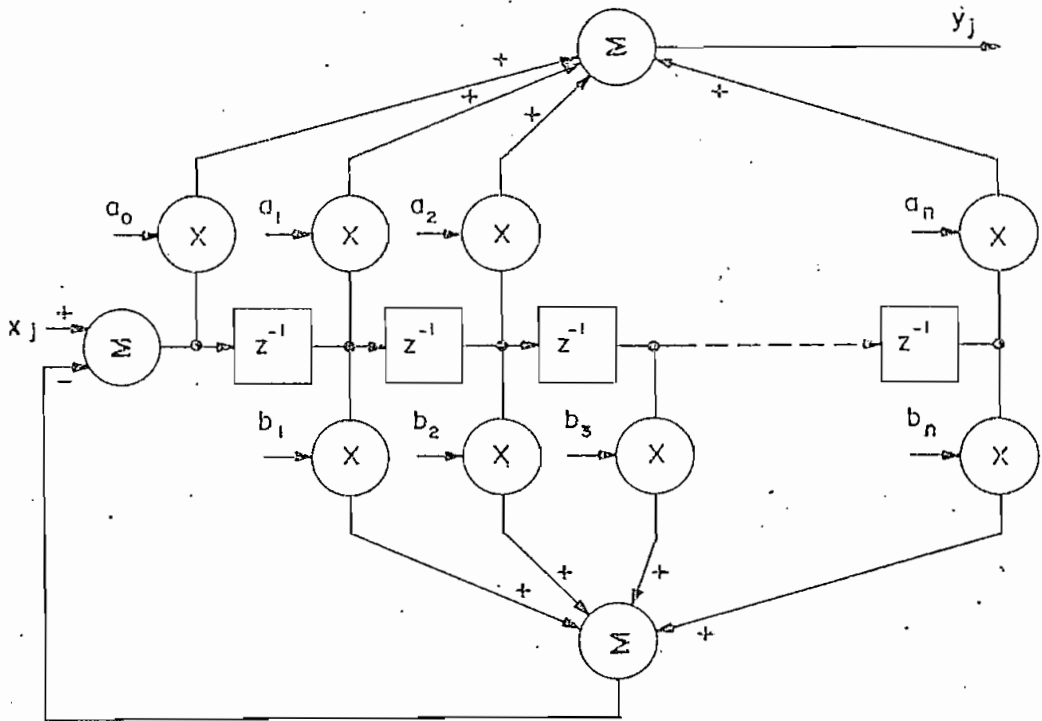 Σ
y_j
+
+
+
+
a_0
X
a_1
X
a_2
X
a_n
X
x_j
+
−
Σ
z^-1
z^-1
z^-1
z^-1
b_1
X
b_2
X
b_3
X
b_n
X
+
+
+
+
Σ